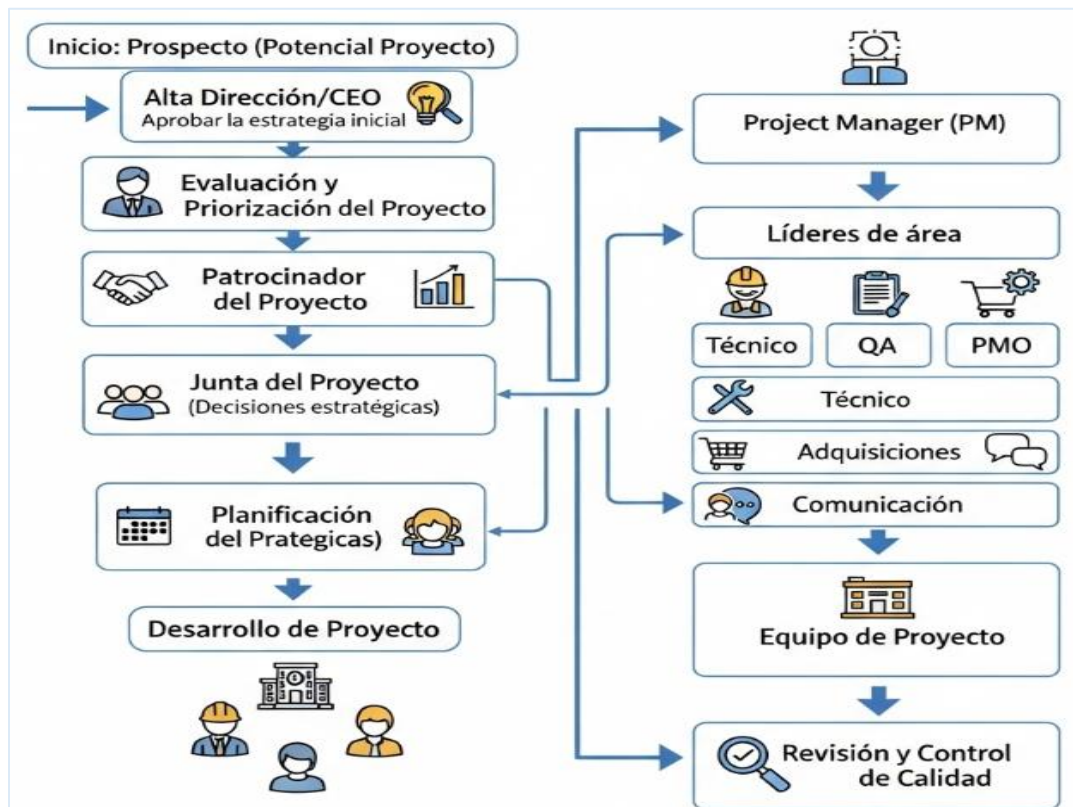 Inicio: Prospecto (Potencial Proyecto)
Alta Dirección/CEO
Aprobar la estrategia inicial
Evaluación y
Priorización del Proyecto
Patrocinador
del Proyecto
Junta del Proyecto
(Decisiones estratégicas)
Planificación
del Prategicas)
Desarrollo de Proyecto
Project Manager (PM)
Líderes de área
Técnico
QA
PMO
Técnico
Adquisiciones
Comunicación
Equipo de Proyecto
Revisión y Control
de Calidad